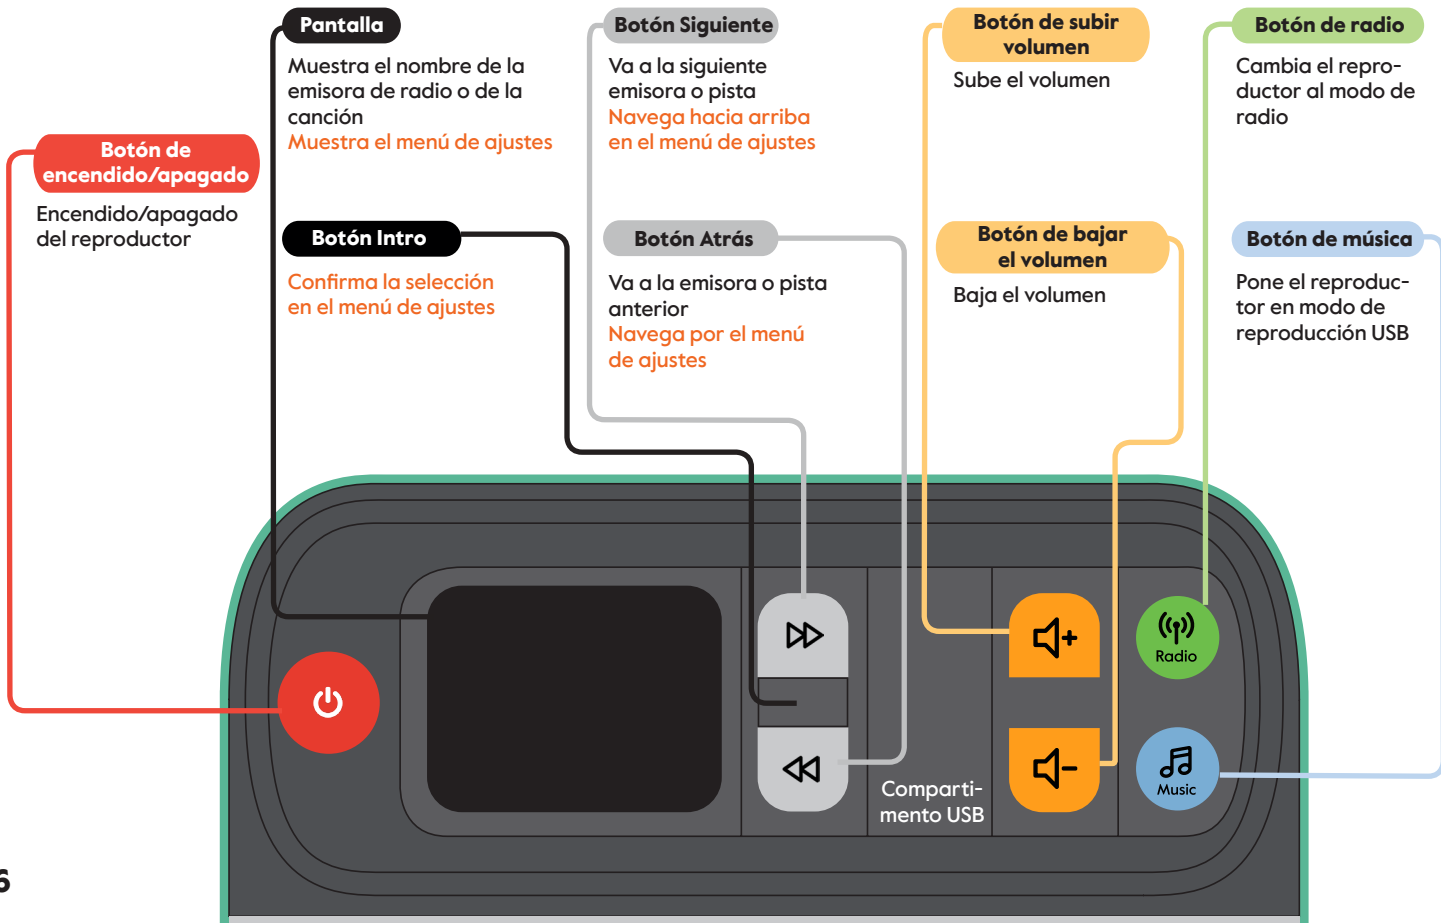 Botón de
encendido/apagado
Encendido/apagado
del reproductor
Pantalla
Muestra el nombre de la
emisora de radio o de la
canción
Muestra el menú de ajustes
Botón Intro
Confirma la selección
en el menú de ajustes
Botón Siguiente
Va a la siguiente
emisora o pista
Navega hacia arriba
en el menú de ajustes
Botón Atrás
Va a la emisora o pista
anterior
Navega por el menú
de ajustes
Botón de subir
volumen
Sube el volumen
Botón de bajar
el volumen
Baja el volumen
Botón de radio
Cambia el repro-
ductor al modo de
radio
Botón de música
Pone el reproduc-
tor en modo de
reproducción USB
Radio
Music
Comparti-
mento USB
6